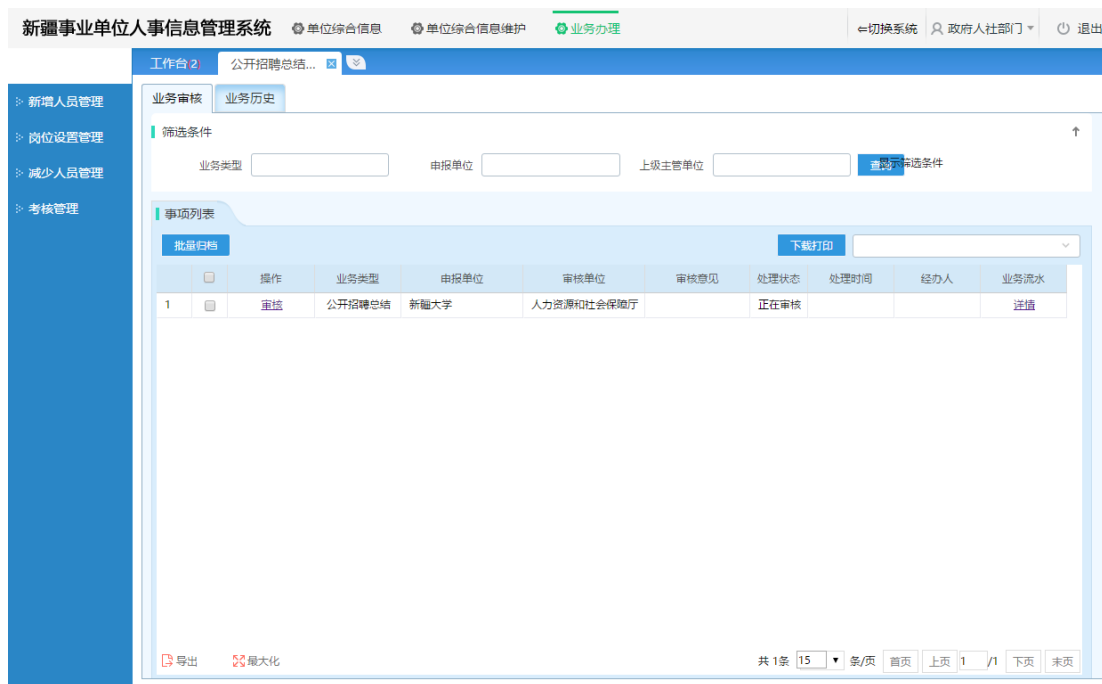 新疆事业单位人事信息管理系统 单位综合信息 单位综合信息维护 业务办理 ⇐切换系统 政府人社部门 退出
工作台(2) 公开招聘总结...
新增人员管理
岗位设置管理
减少人员管理
考核管理
业务审核 业务历史
筛选条件
业务类型 申报单位 上级主管单位 查询 显示筛选条件
事项列表
批量归档 下载打印
操作 业务类型 申报单位 审核单位 审核意见 处理状态 处理时间 经办人 业务流水
1 审核 公开招聘总结 新疆大学 人力资源和社会保障厅 正在审核 详情
导出 最大化 共 1条 15 条/页 首页 上页 1 /1 下页 末页